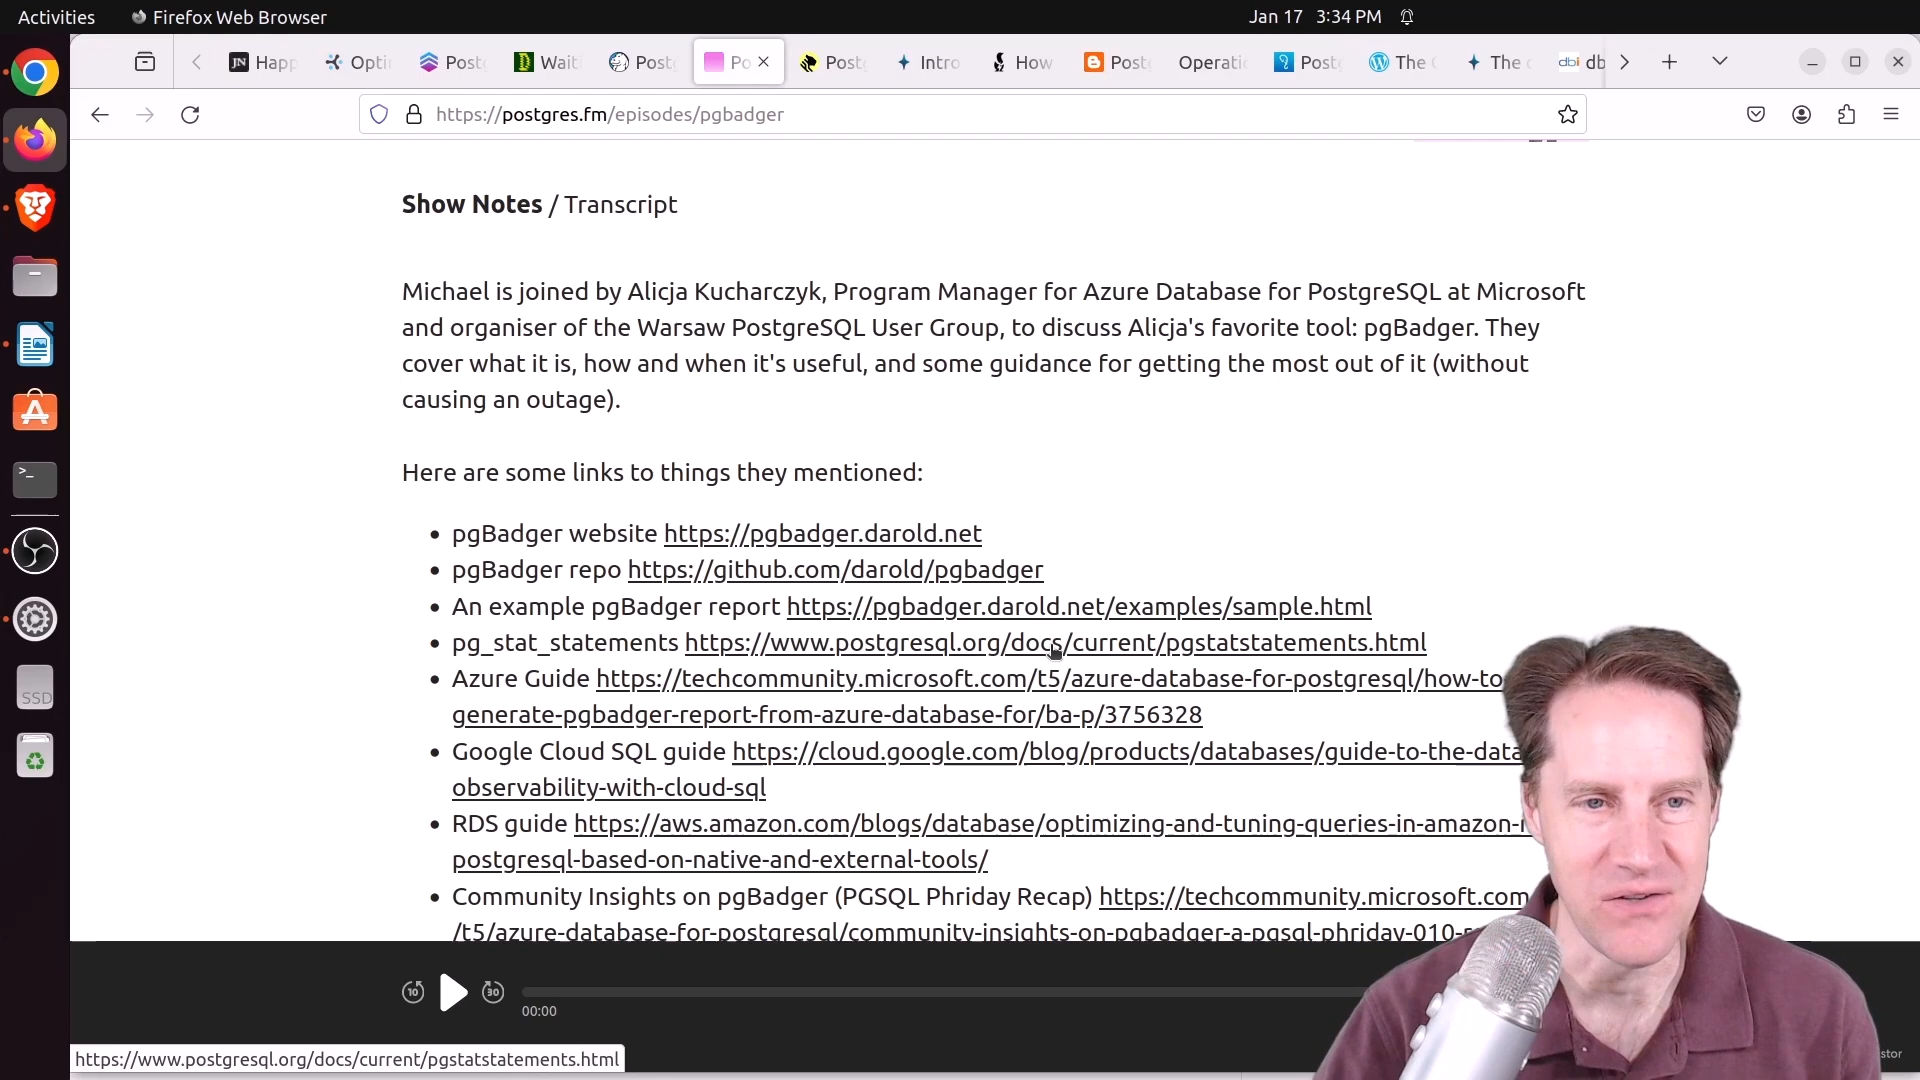 Activities
Firefox Web Browser
Jan 17 3:34 PM
JN Happ
Opti
Post
Wait
Post
Po
Post
Intro
How
Post
Operati
Post
The
The
dbi db
https://postgres.fm/episodes/pgbadger
Show Notes / Transcript
Michael is joined by Alicja Kucharczyk, Program Manager for Azure Database for PostgreSQL at Microsoft
and organiser of the Warsaw PostgreSQL User Group, to discuss Alicja's favorite tool: pgBadger. They
cover what it is, how and when it's useful, and some guidance for getting the most out of it (without
causing an outage).
Here are some links to things they mentioned:
pgBadger website https://pgbadger.darold.net
pgBadger repo https://github.com/darold/pgbadger
An example pgBadger report https://pgbadger.darold.net/examples/sample.html
pg_stat_statements https://www.postgresql.org/docs/current/pgstatstatements.html
Azure Guide https://techcommunity.microsoft.com/t5/azure-database-for-postgresql/how-to
generate-pgbadger-report-from-azure-database-for/ba-p/3756328
Google Cloud SQL guide https://cloud.google.com/blog/products/databases/guide-to-the-data
observability-with-cloud-sql
RDS guide https://aws.amazon.com/blogs/database/optimizing-and-tuning-queries-in-amazon-
postgresql-based-on-native-and-external-tools/
Community Insights on pgBadger (PGSQL Phriday Recap) https://techcommunity.microsoft.com
/t5/azure-database-for-postgresql/community-insights-on-pgbadger-a-pgsql-phriday-010-
10
30
00:00
SSD
https://www.postgresql.org/docs/current/pgstatstatements.html
stor